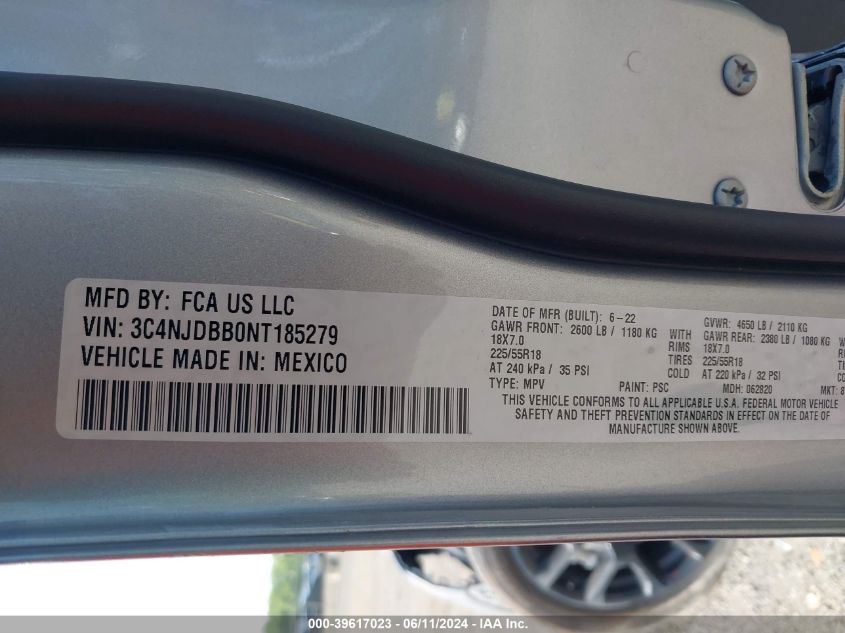 MFD BY: FCA US LLC
VIN: 3C4NJDBB0NT185279
VEHICLE MADE IN: MEXICO
DATE OF MFR (BUILT): 6-22 GVWR: 4650 LB / 2110 KG
GAWR FRONT: 2600 LB / 1180 KG WITH GAWR REAR: 2380 LB / 1080 KG
18X7.0 RIMS 18X7.0
225/55R18 TIRES 225/55R18
AT 240 kPa / 35 PSI COLD AT 220 kPa / 32 PSI
TYPE: MPV PAINT: PSC MDH: 062820 MKT: 
THIS VEHICLE CONFORMS TO ALL APPLICABLE U.S.A. FEDERAL MOTOR VEHICLE
SAFETY AND THEFT PREVENTION STANDARDS IN EFFECT ON THE DATE OF
MANUFACTURE SHOWN ABOVE.
000-39617023 - 06/11/2024 - IAA Inc.